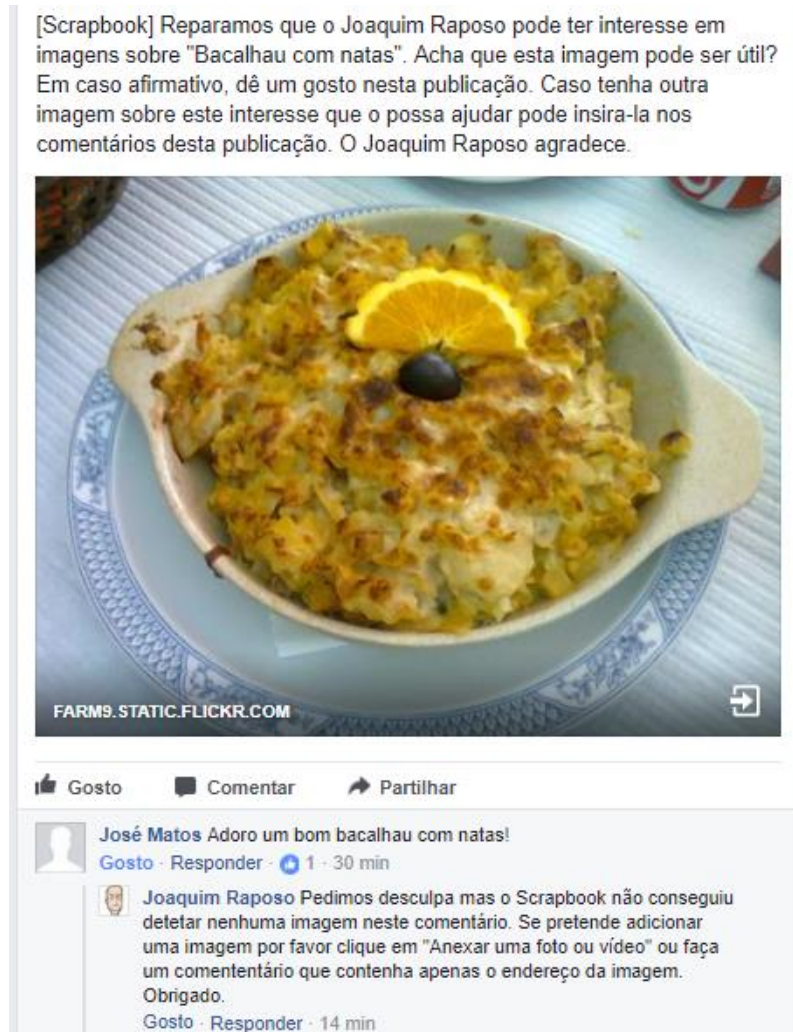 [Scrapbook] Reparamos que o Joaquim Raposo pode ter interesse em
imagens sobre "Bacalhau com natas". Acha que esta imagem pode ser útil?
Em caso afirmativo, dê um gosto nesta publicação. Caso tenha outra
imagem sobre este interesse que o possa ajudar pode insira-la nos
comentários desta publicação. O Joaquim Raposo agradece.
FARM9.STATIC.FLICKR.COM
Gosto Comentar Partilhar
José Matos Adoro um bom bacalhau com natas!
Gosto · Responder · 1 · 30 min
Joaquim Raposo Pedimos desculpa mas o Scrapbook não conseguiu
detetar nenhuma imagem neste comentário. Se pretende adicionar
uma imagem por favor clique em "Anexar uma foto ou vídeo" ou faça
um comententário que contenha apenas o endereço da imagem.
Obrigado.
Gosto · Responder · 14 min